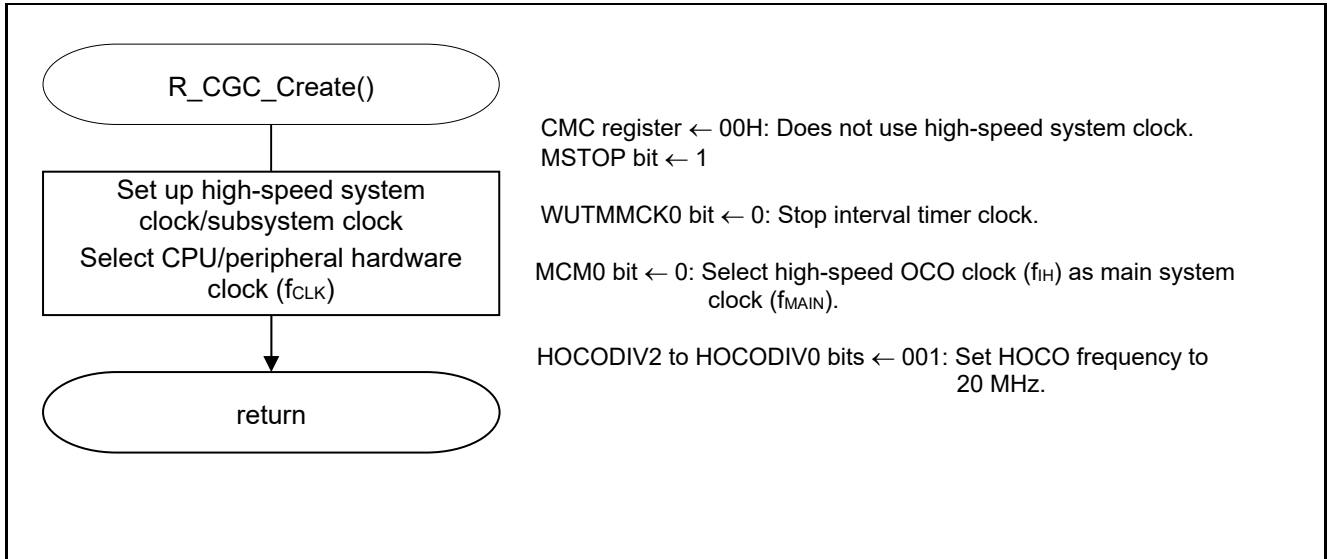 R_CGC_Create()
Set up high-speed system
clock/subsystem clock
Select CPU/peripheral hardware
clock (fCLK)
return
CMC register ← 00H: Does not use high-speed system clock.
MSTOP bit ← 1
WUTMMCK0 bit ← 0: Stop interval timer clock.
MCM0 bit ← 0: Select high-speed OCO clock (fIH) as main system
clock (fMAIN).
HOCODIV2 to HOCODIV0 bits ← 001: Set HOCO frequency to
20 MHz.